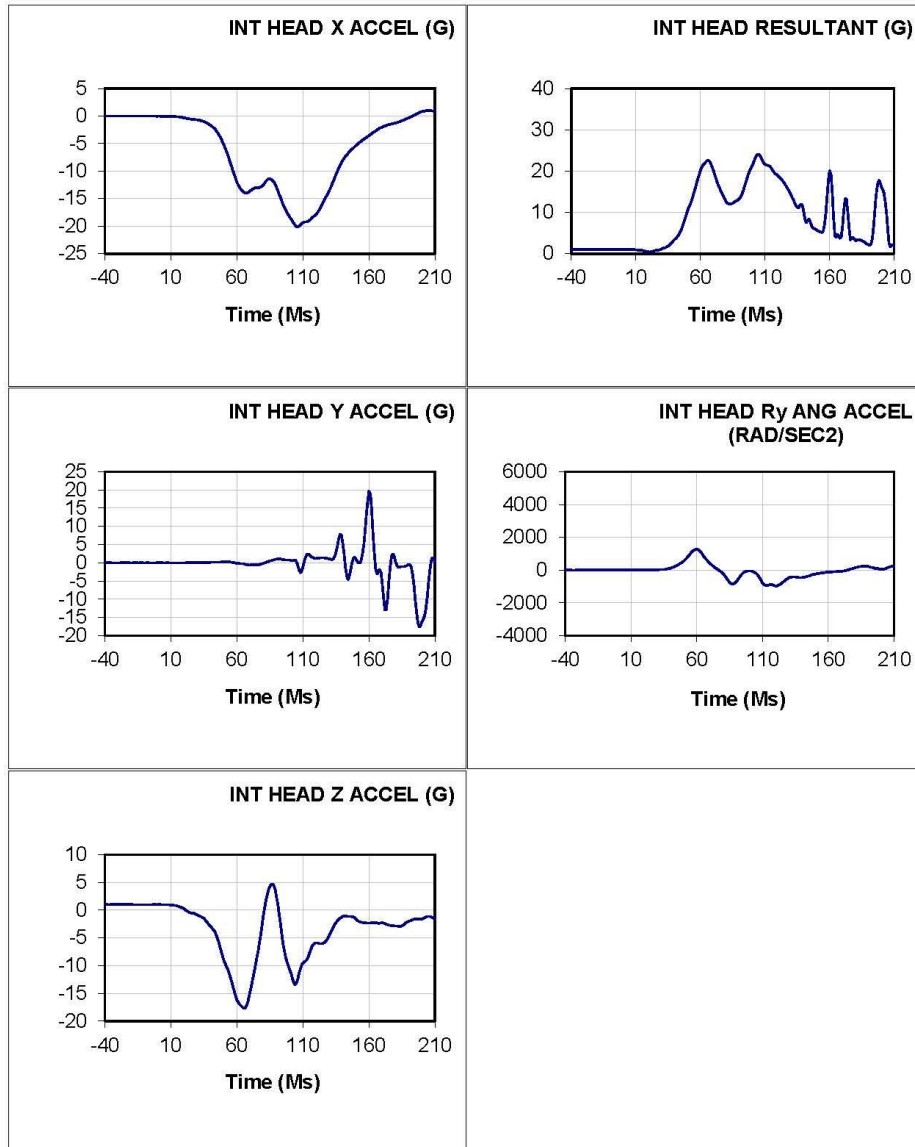 INT HEAD X ACCEL (G)
5
0
-5
-10
-15
-20
-25
-40 10 60 110 160 210
Time (Ms)
INT HEAD RESULTANT (G)
40
30
20
10
0
-40 10 60 110 160 210
Time (Ms)
INT HEAD Y ACCEL (G)
25
20
15
10
5
0
-5
-10
-15
-20
-40 10 60 110 160 210
Time (Ms)
INT HEAD Ry ANG ACCEL
(RAD/SEC2)
6000
4000
2000
0
-2000
-4000
-40 10 60 110 160 210
Time (Ms)
INT HEAD Z ACCEL (G)
10
5
0
-5
-10
-15
-20
-40 10 60 110 160 210
Time (Ms)